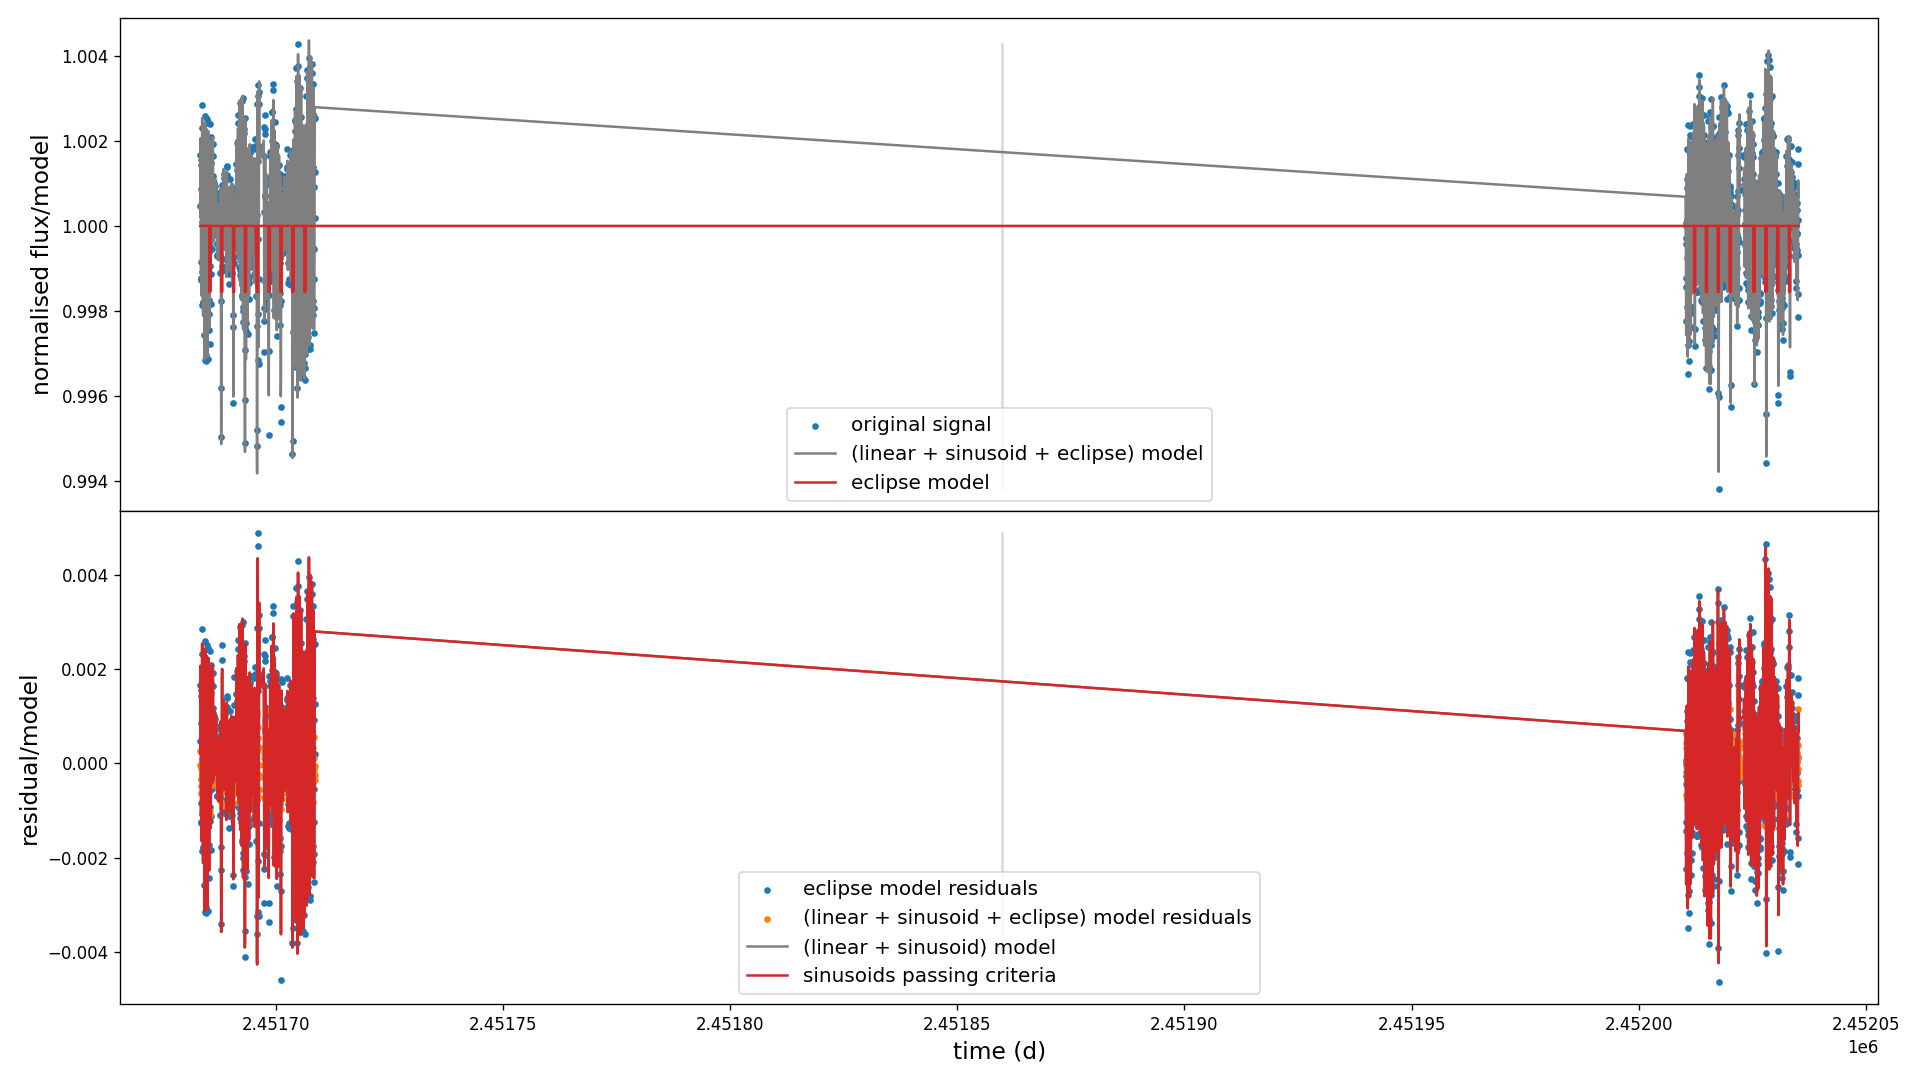 1.004
1.002
1.000
0.998
0.996
0.994
normalised flux/model
original signal
(linear + sinusoid + eclipse) model
eclipse model
0.004
0.002
0.000
−0.002
−0.004
residual/model
eclipse model residuals
(linear + sinusoid + eclipse) model residuals
(linear + sinusoid) model
sinusoids passing criteria
2.45170 2.45175 2.45180 2.45185 2.45190 2.45195 2.45200 2.45205
time (d)
1e6